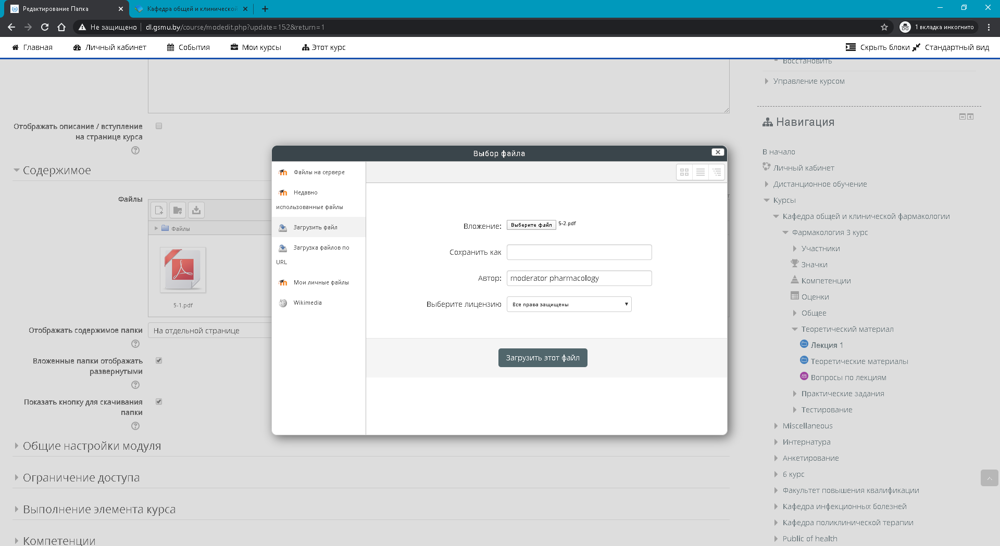 Редактирование Папка
Кафедра общей и клинической
Не защищено
dl.gsmu.by/course/modedit.php?update=152&return=1
1 вкладка инкогнито
Главная
Личный кабинет
События
Мои курсы
Этот курс
Скрыть блоки
Стандартный вид
Отображать описание / вступление
на странице курса
Содержимое
Файлы
Файлы
5-1.pdf
Отображать содержимое папки
На отдельной странице
Вложенные папки отображать
развернутыми
Показать кнопку для скачивания
папки
Общие настройки модуля
Ограничение доступа
Выполнение элемента курса
Компетенции
Выбор файла
Файлы на сервере
Недавно
использованные файлы
Загрузить файл
Загрузка файлов по
URL
Мои личные файлы
Wikimedia
Вложение:
Выберите файл
5-2.pdf
Сохранить как
Автор:
moderator pharmacology
Выберите лицензию
Все права защищены
Загрузить этот файл
Восстановить
Управление курсом
Навигация
В начало
Личный кабинет
Дистанционное обучение
Курсы
Кафедра общей и клинической фармакологии
Фармакология 3 курс
Участники
Значки
Компетенции
Оценки
Общее
Теоретический материал
Лекция 1
Теоретические материалы
Вопросы по лекциям
Практические задания
Тестирование
Miscellaneous
Интернатура
Анкетирование
6 курс
Факультет повышения квалификации
Кафедра инфекционных болезней
Кафедра поликлинической терапии
Public of health